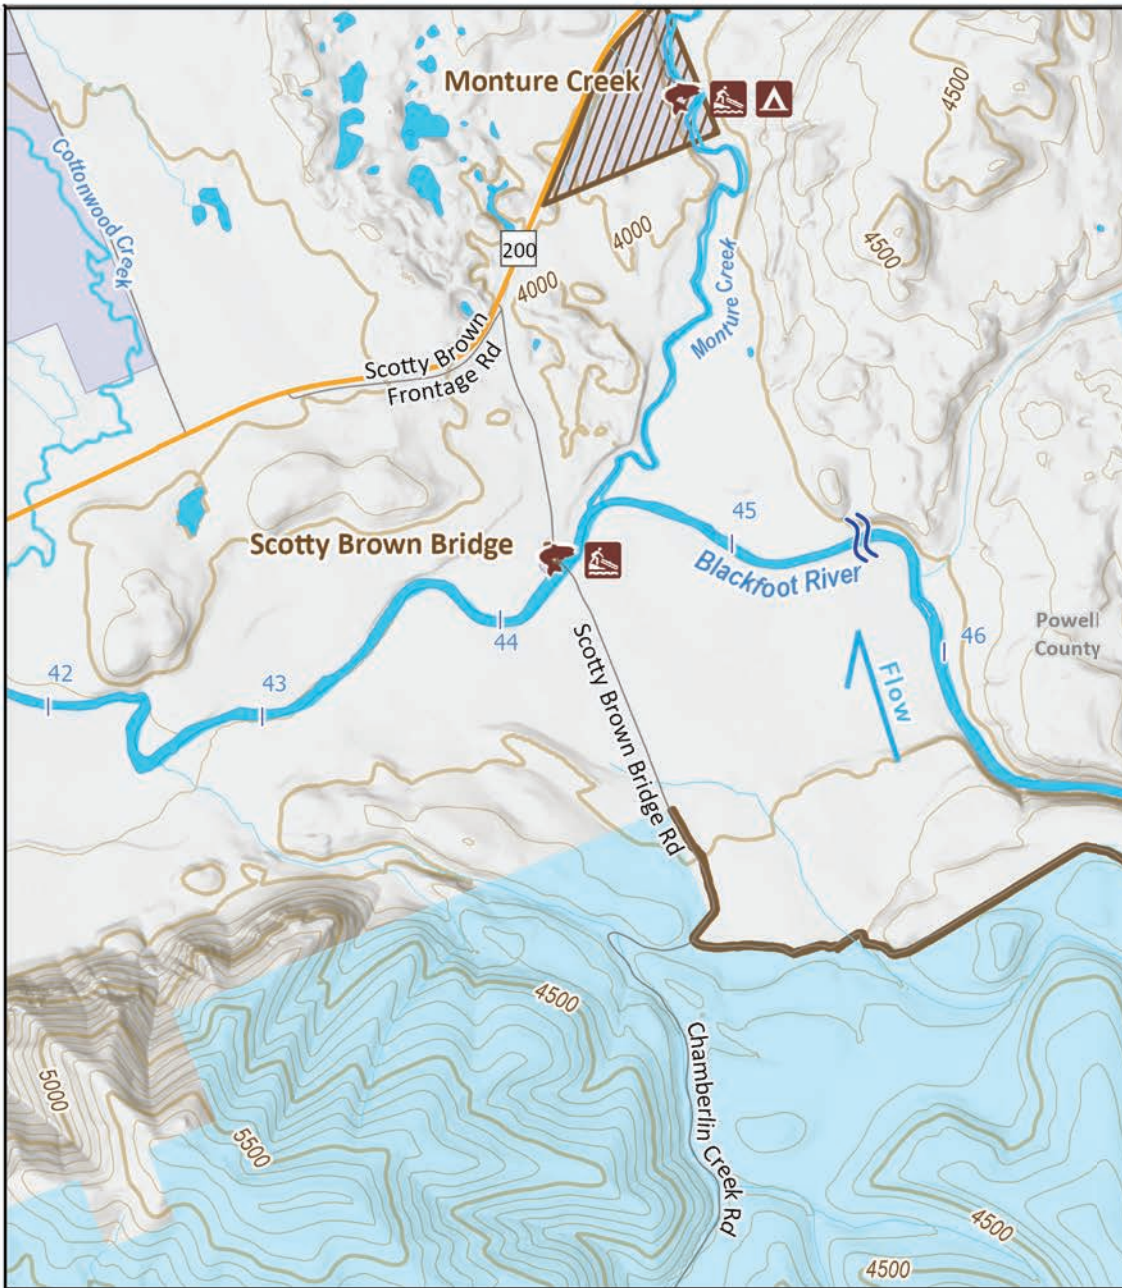 Monture Creek
4500
Cottonwood Creek
4000
4500
200
4000
Monture Creek
Scotty Brown
Frontage Rd
45
Scotty Brown Bridge
Blackfoot River
44
46
Powell
County
42
43
Flow
Scotty Brown Bridge Rd
4500
Chamberlin Creek Rd
5000
5500
4500
4500